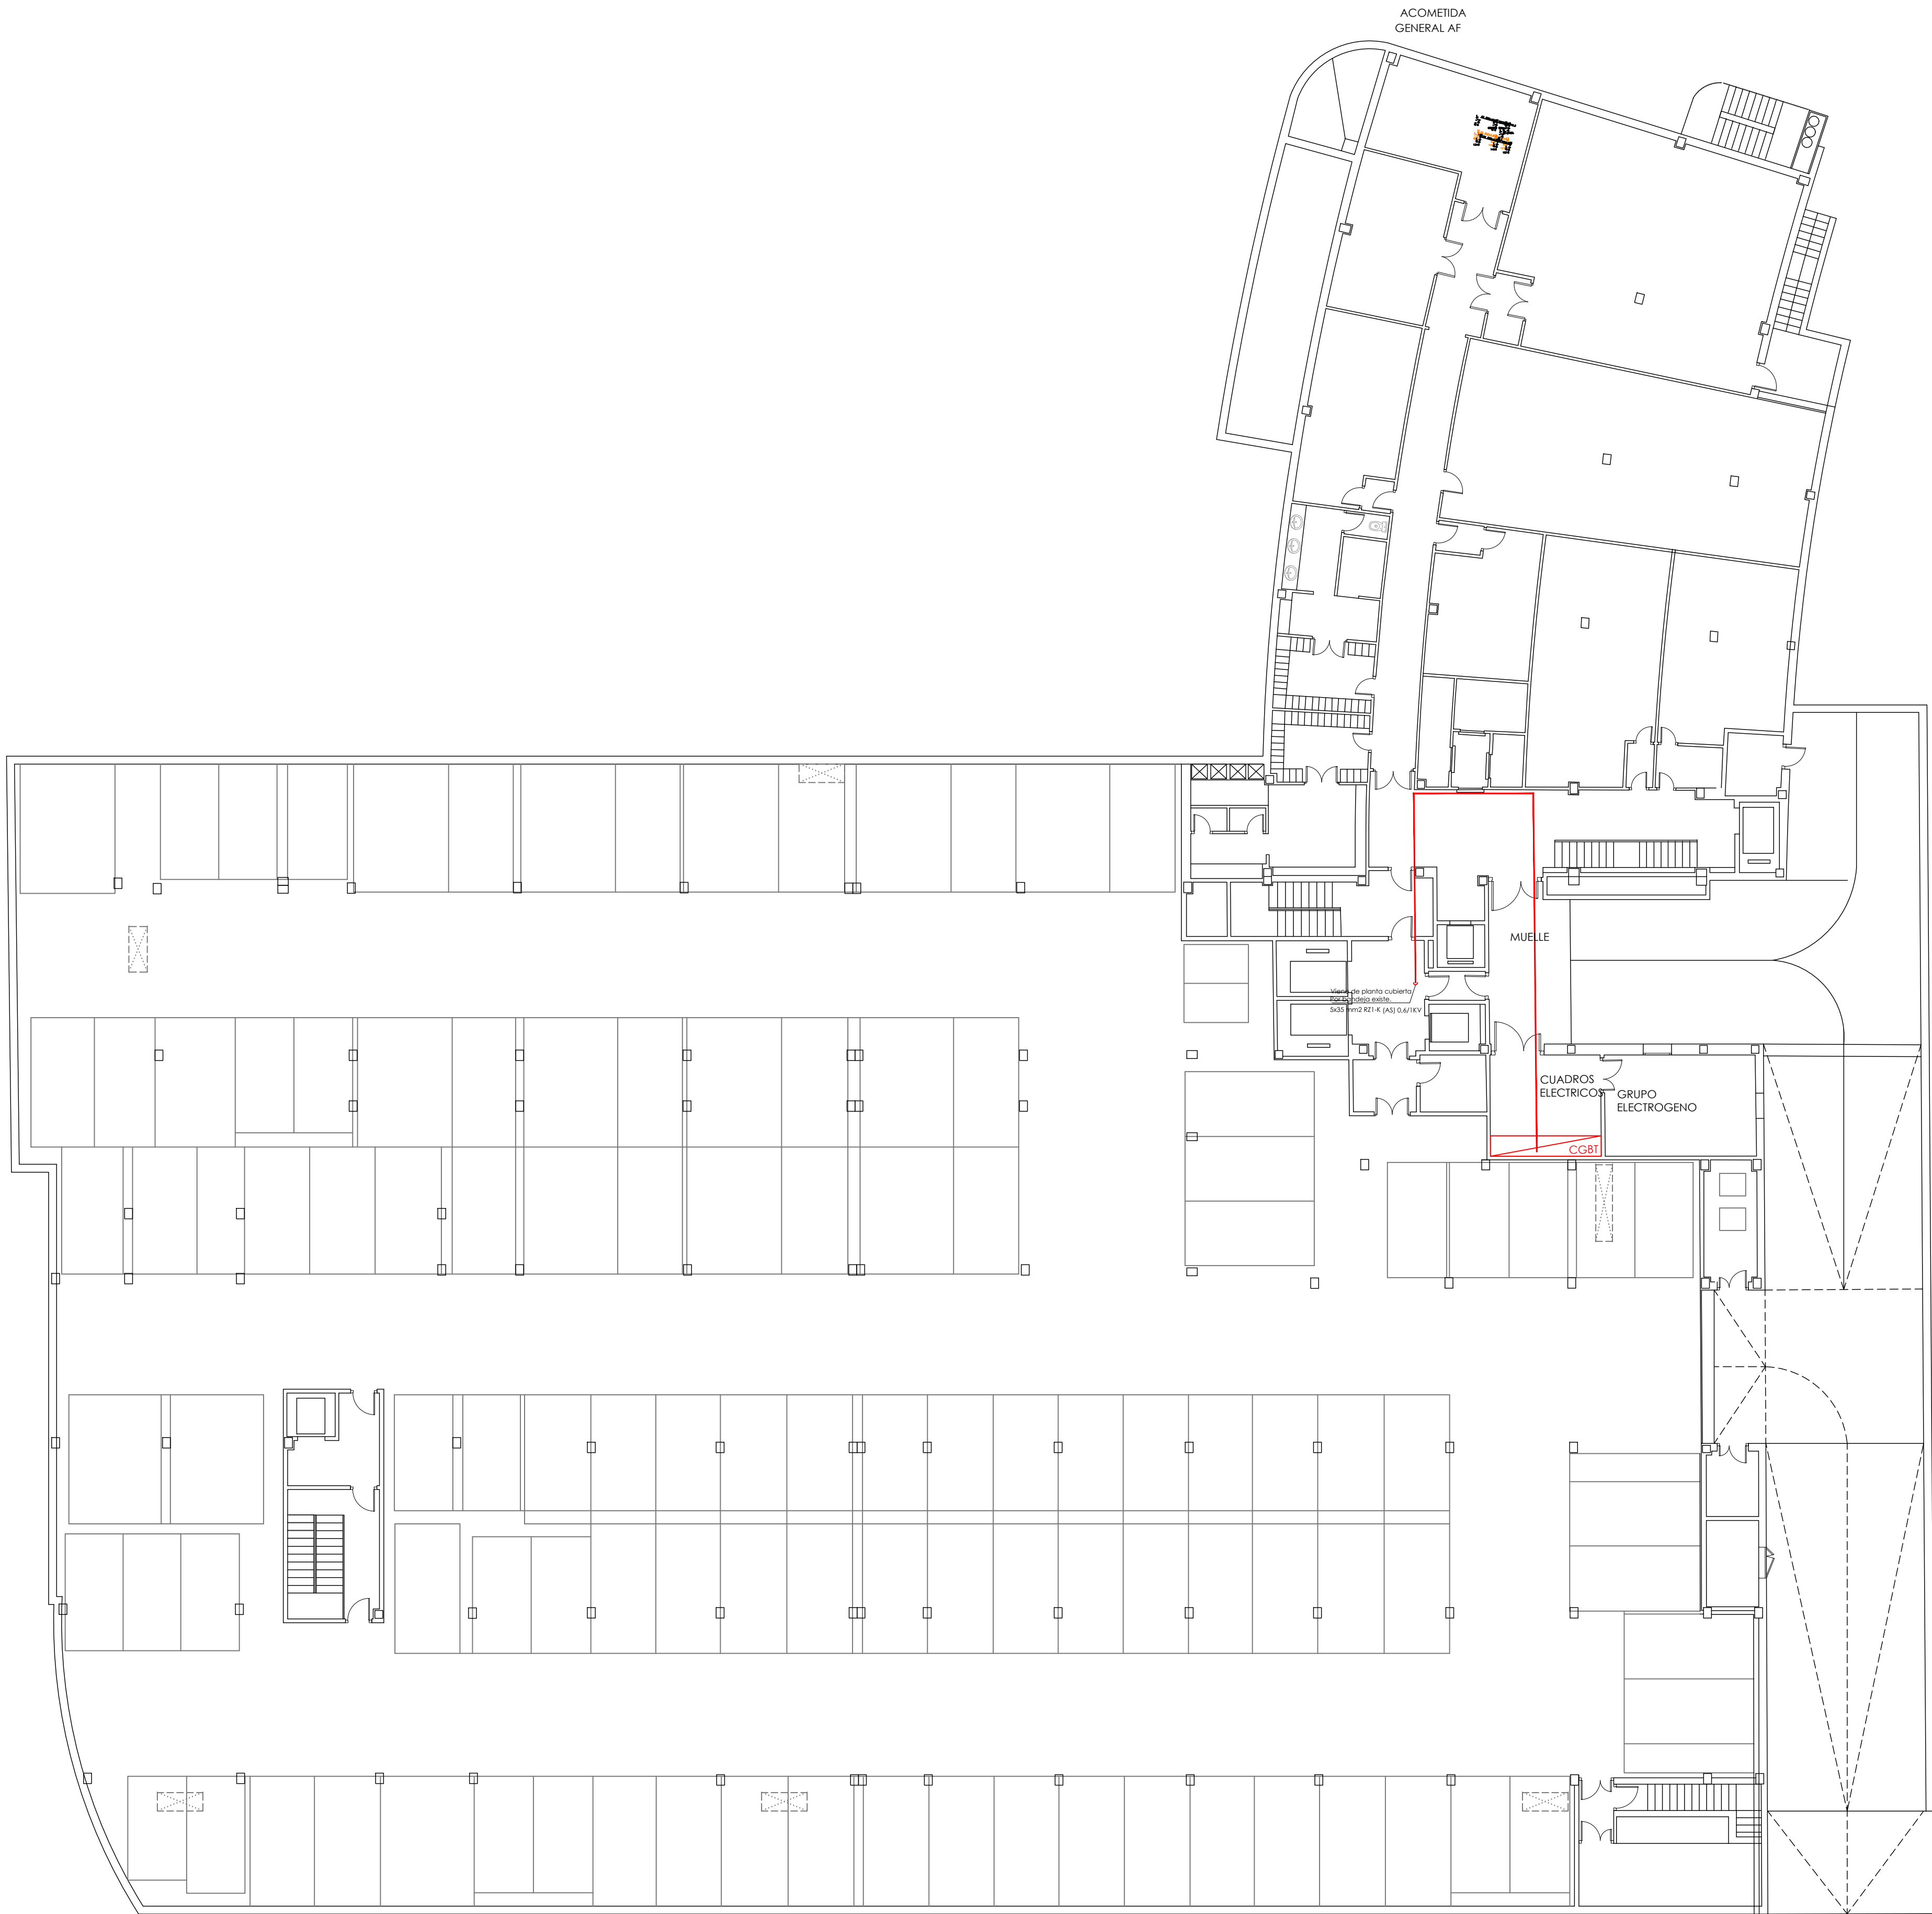 ACOMETIDA
GENERAL AF
MUELLE
Viene de planta cubierta
Por bandeja existe.
5x35 mm2 RZ1-K (AS) 0,6/1KV
CUADROS
ELECTRICOS
GRUPO
ELECTROGENO
CGBT